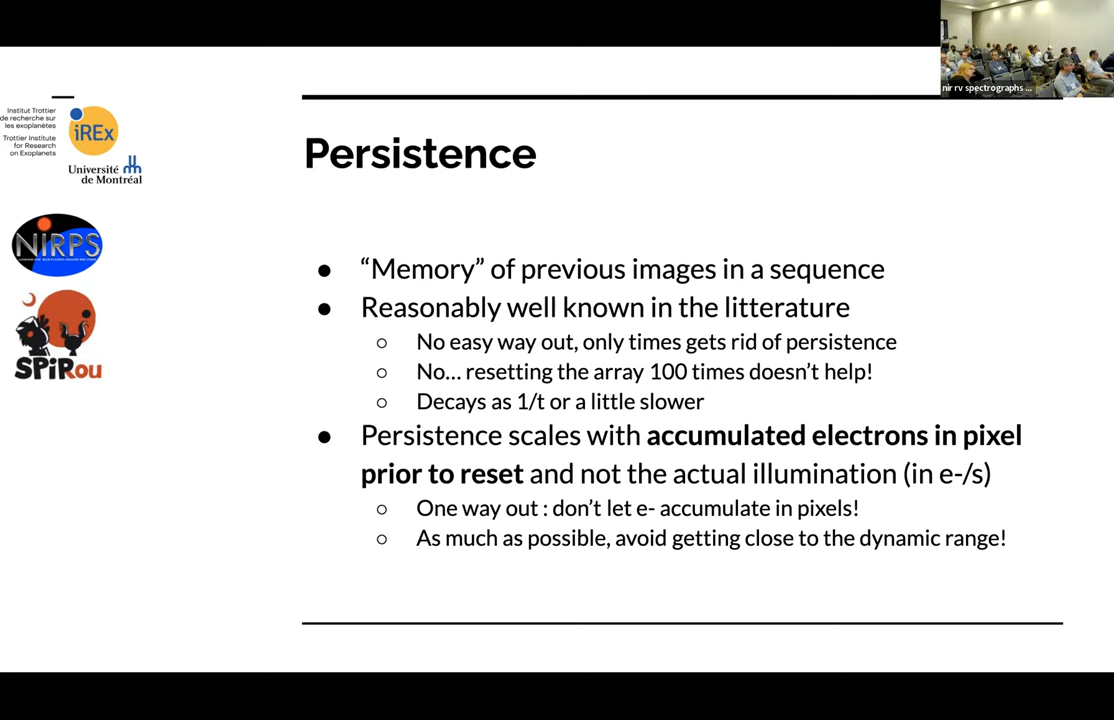 nir rv spectrographs ...
Institut Trottier
de recherche sur
les exoplanètes
Trottier Institute
for Research
on Exoplanets
iREx
Université
de Montréal
NIRPS
SPiRou
Persistence
● “Memory” of previous images in a sequence
● Reasonably well known in the litterature
○ No easy way out, only times gets rid of persistence
○ No... resetting the array 100 times doesn’t help!
○ Decays as 1/t or a little slower
● Persistence scales with accumulated electrons in pixel
prior to reset and not the actual illumination (in e-/s)
○ One way out : don’t let e- accumulate in pixels!
○ As much as possible, avoid getting close to the dynamic range!